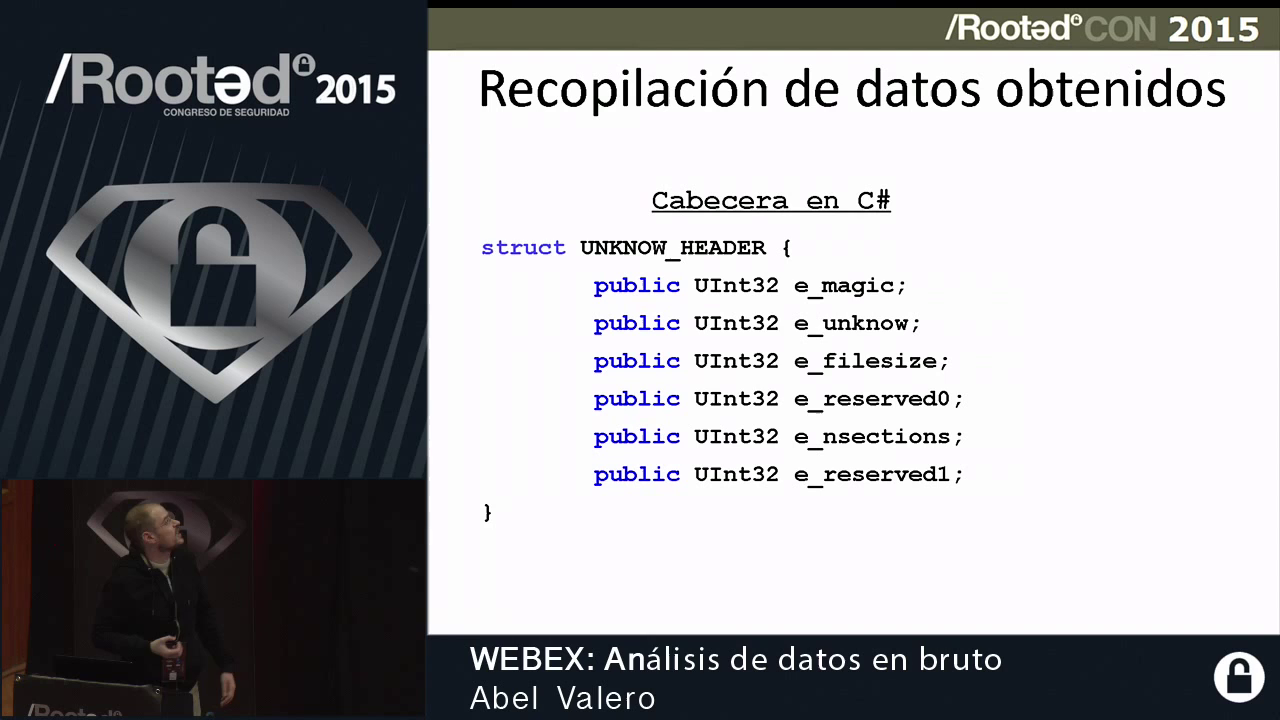 /Rootəd 2015
CONGRESO DE SEGURIDAD
/Rootəd CON 2015
Recopilación de datos obtenidos
Cabecera en C#
struct UNKNOW_HEADER {
public UInt32 e_magic;
public UInt32 e_unknow;
public UInt32 e_filesize;
public UInt32 e_reserved0;
public UInt32 e_nsections;
public UInt32 e_reserved1;
}
/Rootəd
WEBEX: Análisis de datos en bruto
Abel Valero